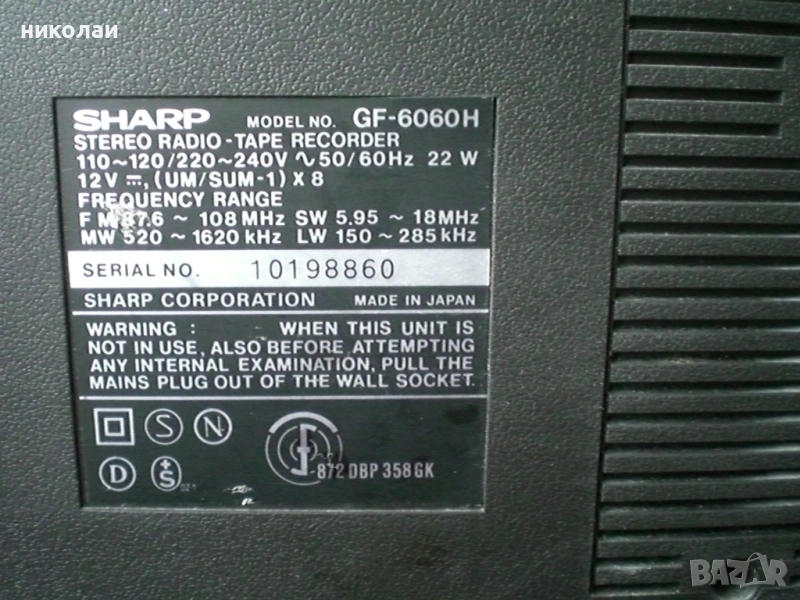 николаи
SHARP MODEL NO. GF-6060H
STEREO RADIO-TAPE RECORDER
110~120/220~240V ∿50/60Hz 22 W
12V ⎓, (UM/SUM-1) X 8
FREQUENCY RANGE
FM 87.6 ~ 108 MHz SW 5.95 ~ 18MHz
MW 520 ~ 1620 kHz LW 150 ~ 285 kHz
SERIAL NO. 10198860
SHARP CORPORATION MADE IN JAPAN
WARNING : WHEN THIS UNIT IS
NOT IN USE, ALSO BEFORE ATTEMPTING
ANY INTERNAL EXAMINATION, PULL THE
MAINS PLUG OUT OF THE WALL SOCKET.
S N
D +S
872 DBP 358 GK
BAZAR